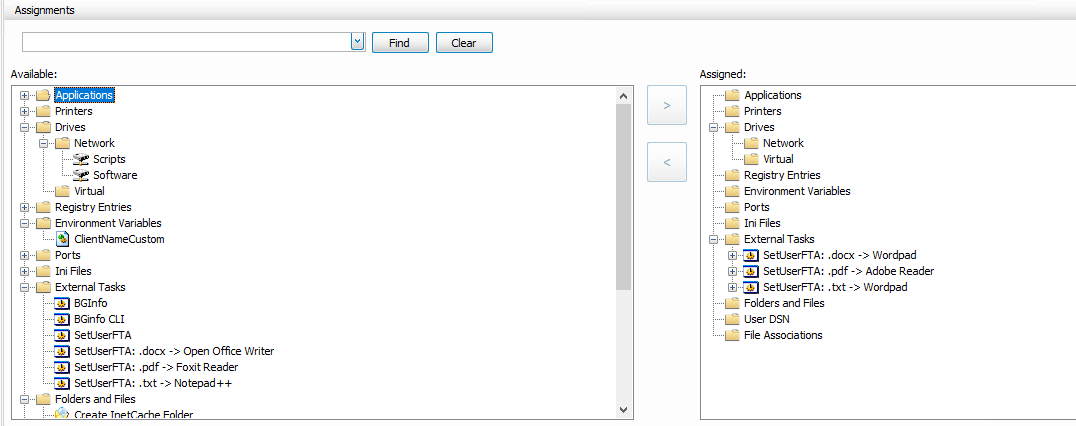 Assignments
Find
Clear
Available:
Applications
Printers
Drives
Network
Scripts
Software
Virtual
Registry Entries
Environment Variables
ClientNameCustom
Ports
Ini Files
External Tasks
BGInfo
BGinfo CLI
SetUserFTA
SetUserFTA: .docx -> Open Office Writer
SetUserFTA: .pdf -> Foxit Reader
SetUserFTA: .txt -> Notepad++
Folders and Files
Create InetCache Folder
>
<
Assigned:
Applications
Printers
Drives
Network
Virtual
Registry Entries
Environment Variables
Ports
Ini Files
External Tasks
SetUserFTA: .docx -> Wordpad
SetUserFTA: .pdf -> Adobe Reader
SetUserFTA: .txt -> Wordpad
Folders and Files
User DSN
File Associations